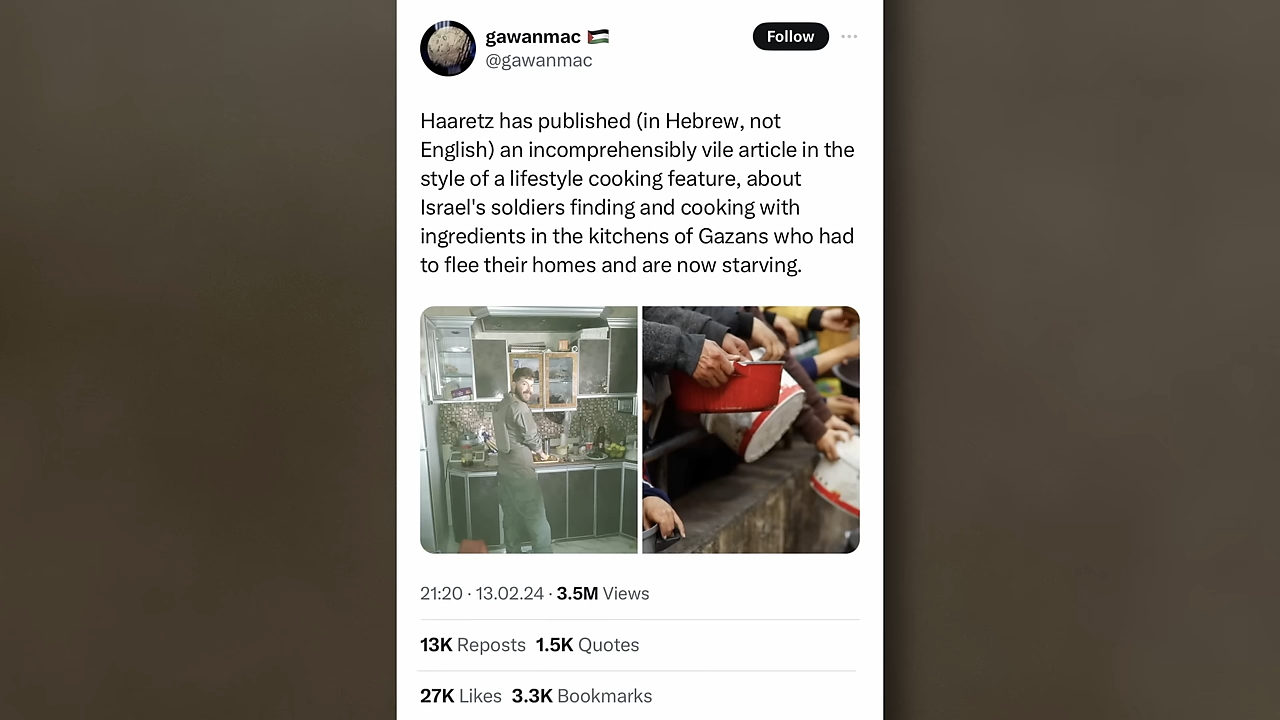 gawanmac 🇵🇸
Follow
@gawanmac
Haaretz has published (in Hebrew, not
English) an incomprehensibly vile article in the
style of a lifestyle cooking feature, about
Israel's soldiers finding and cooking with
ingredients in the kitchens of Gazans who had
to flee their homes and are now starving.
21:20 · 13.02.24 · 3.5M Views
13K Reposts 1.5K Quotes
27K Likes 3.3K Bookmarks